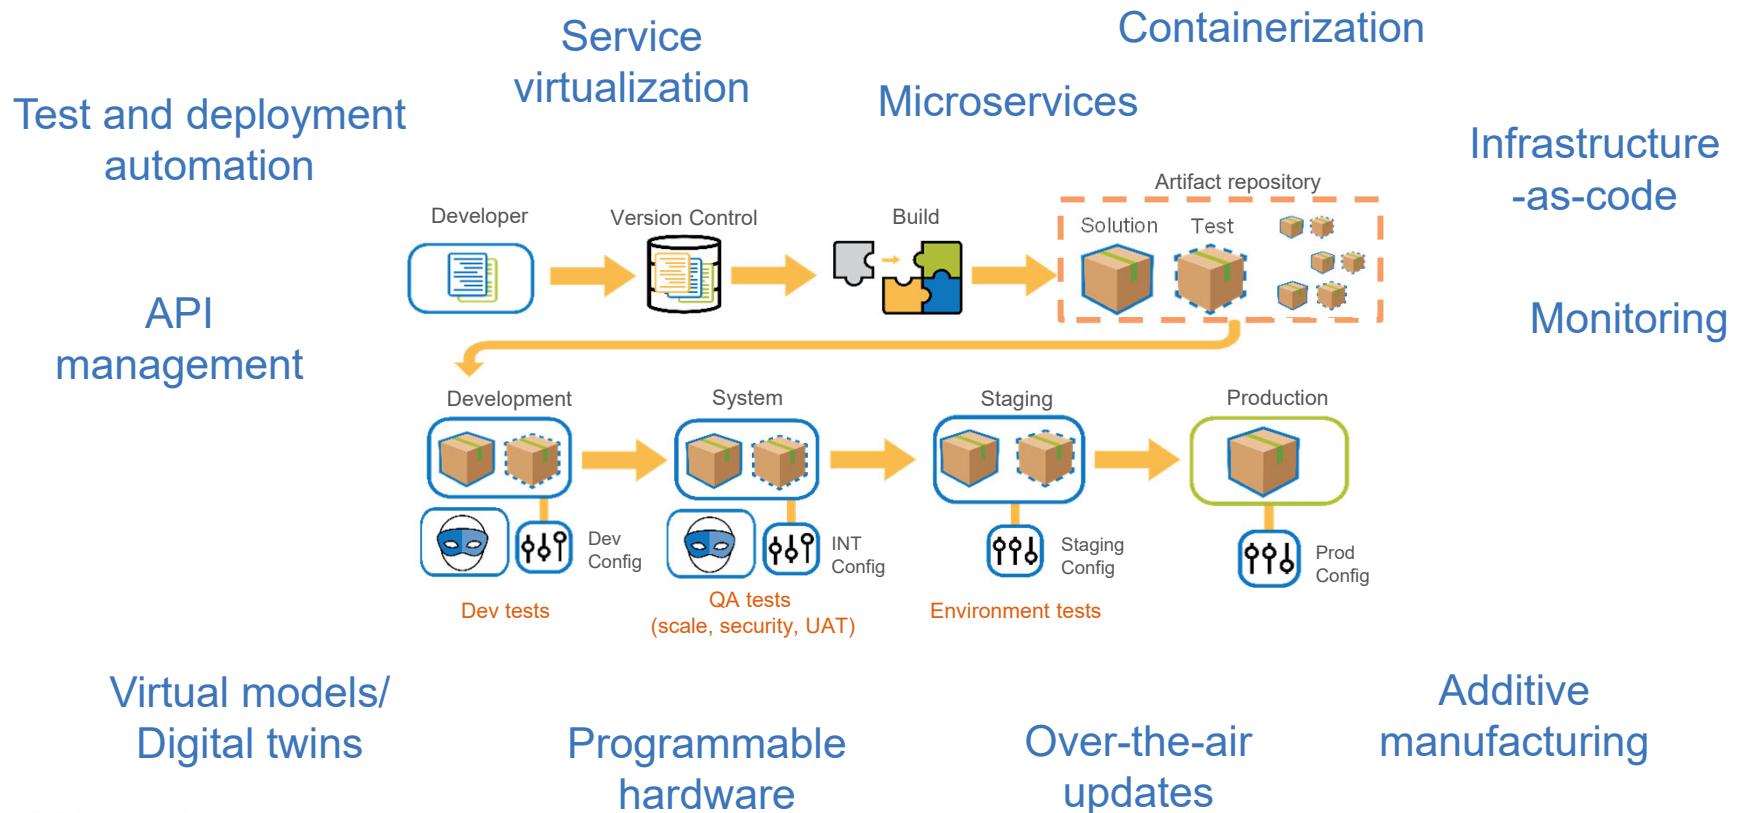 Service
virtualization
Containerization
Microservices
Test and deployment
automation
Infrastructure
-as-code
Artifact repository
Developer
Version Control
Build
Solution
Test
API
management
Monitoring
Development
System
Staging
Production
Dev
Config
INT
Config
Staging
Config
Prod
Config
Dev tests
QA tests
(scale, security, UAT)
Environment tests
Virtual models/
Digital twins
Programmable
hardware
Over-the-air
updates
Additive
manufacturing